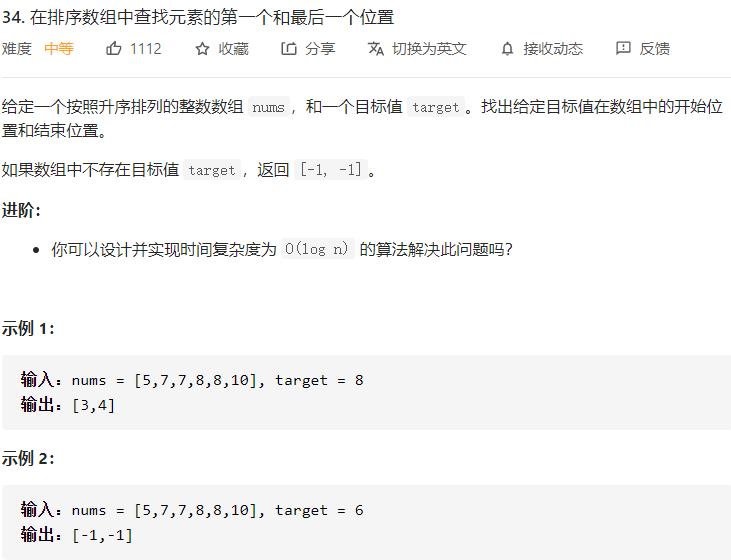 34. 在排序数组中查找元素的第一个和最后一个位置
难度 中等 1112 收藏 分享 切换为英文 接收动态 反馈
给定一个按照升序排列的整数数组 nums，和一个目标值 target。找出给定目标值在数组中的开始位
置和结束位置。
如果数组中不存在目标值 target，返回 [-1, -1]。
进阶：
• 你可以设计并实现时间复杂度为 O(log n) 的算法解决此问题吗？
示例 1：
输入：nums = [5,7,7,8,8,10], target = 8
输出：[3,4]
示例 2：
输入：nums = [5,7,7,8,8,10], target = 6
输出：[-1,-1]